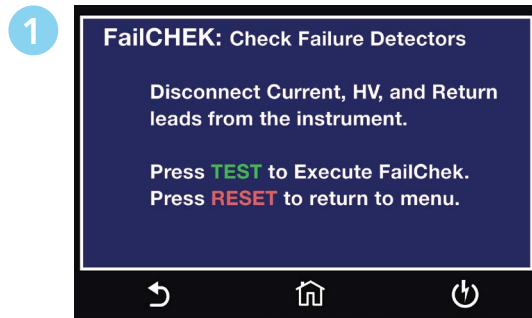 1
FailCHEK: Check Failure Detectors
Disconnect Current, HV, and Return
leads from the instrument.
Press TEST to Execute FailChek.
Press RESET to return to menu.